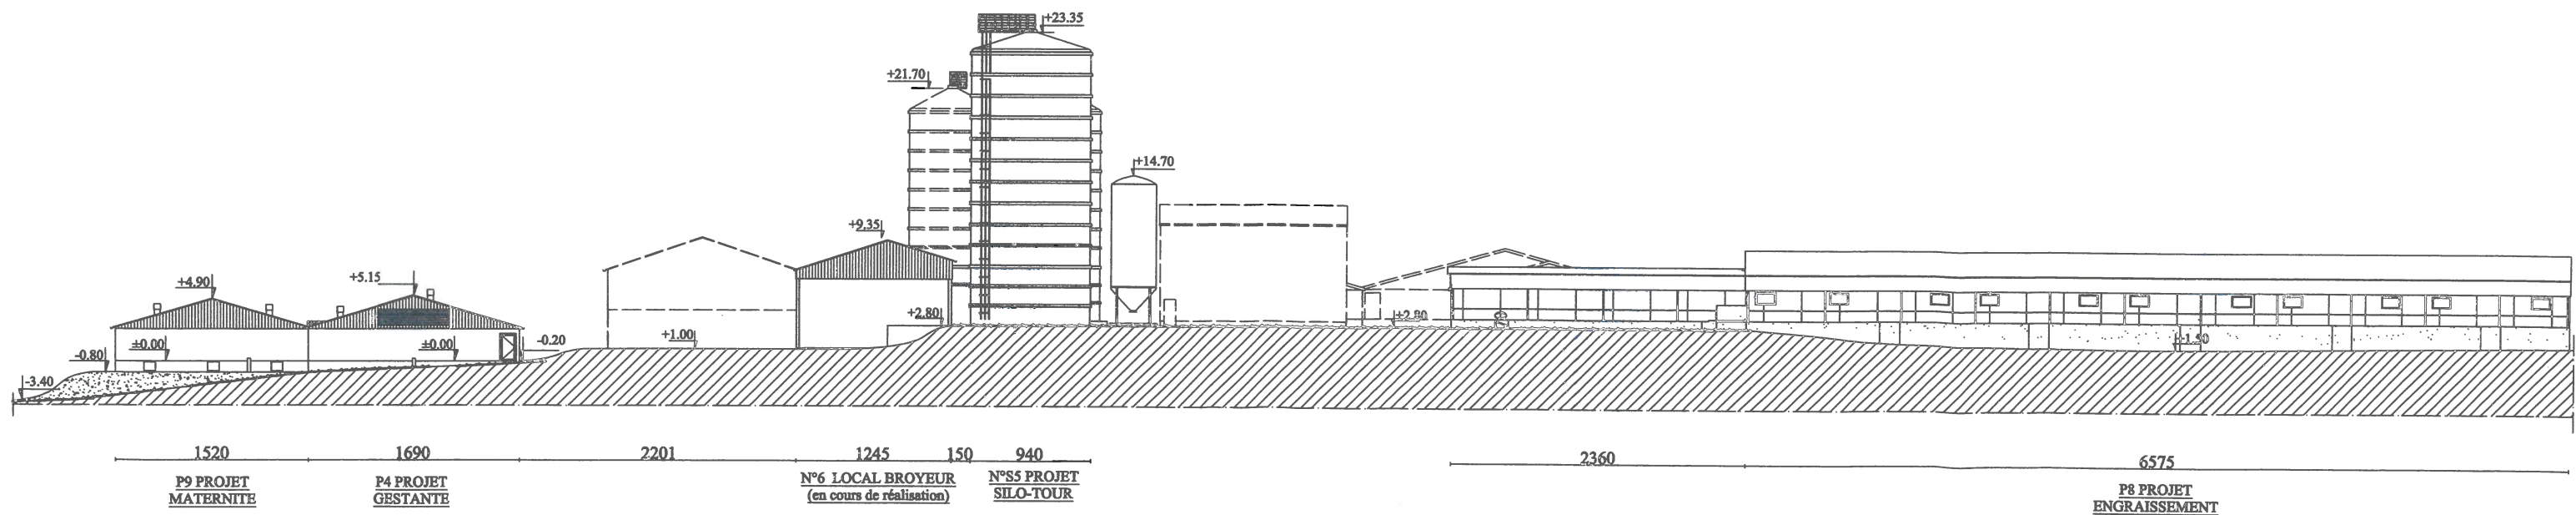 +23.35
+21.70
+14.70
+9.35
+4.90
+5.15
+2.80
+2.80
±0.00
±0.00
-0.20
+1.00
-0.80
-1.50
-3.40
1520
1690
2201
1245
150
940
2360
6575
P9 PROJET
MATERNITE
P4 PROJET
GESTANTE
N°6 LOCAL BROYEUR
(en cours de réalisation)
N°S5 PROJET
SILO-TOUR
P8 PROJET
ENGRAISSEMENT